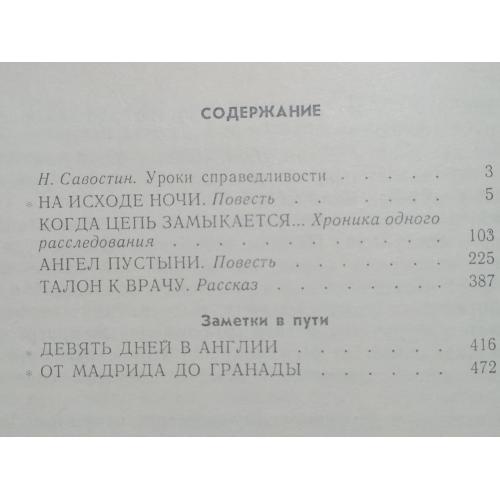 СОДЕРЖАНИЕ
Н. Савостин. Уроки справедливости . . . . . 3
* НА ИСХОДЕ НОЧИ. Повесть . . . . . . 5
КОГДА ЦЕПЬ ЗАМЫКАЕТСЯ... Хроника одного
расследования . . . . . . . . . . 103
АНГЕЛ ПУСТЫНИ. Повесть . . . . . . 225
ТАЛОН К ВРАЧУ. Рассказ . . . . . . . 387
Заметки в пути
* ДЕВЯТЬ ДНЕЙ В АНГЛИИ . . . . . . 416
* ОТ МАДРИДА ДО ГРАНАДЫ . . . . . 472